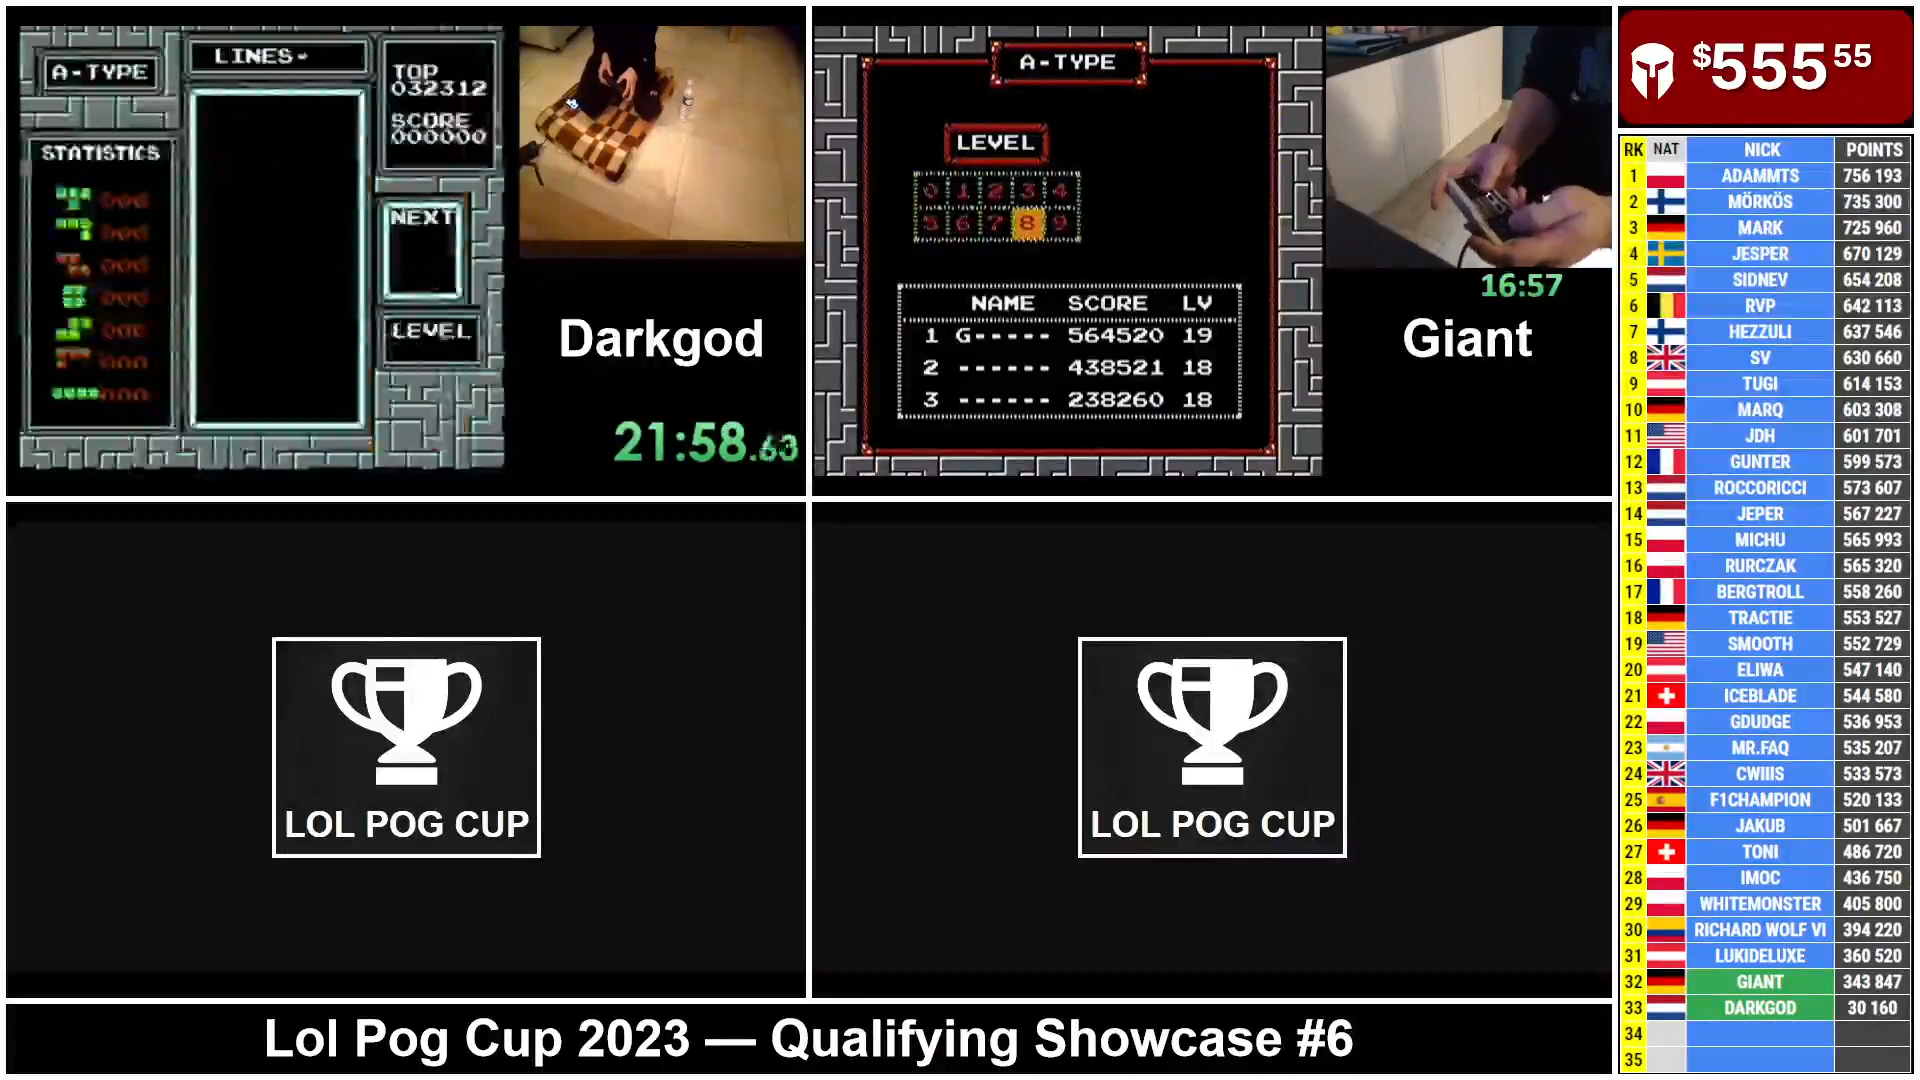 A-TYPE
LINES-
TOP
032312
SCORE
000000
STATISTICS
NEXT
LEVEL
Darkgod
21:58.63
A-TYPE
LEVEL
0 1 2 3 4
5 6 7 8 9
NAME SCORE LV
1 G----- 564520 19
2 ------ 438521 18
3 ------ 238260 18
16:57
Giant
LOL POG CUP
LOL POG CUP
Lol Pog Cup 2023 — Qualifying Showcase #6
$555 55
RK NAT NICK POINTS
1 ADAMMTS 756 193
2 MÖRKÖS 735 300
3 MARK 725 960
4 JESPER 670 129
5 SIDNEV 654 208
6 RVP 642 113
7 HEZZULI 637 546
8 SV 630 660
9 TUGI 614 153
10 MARQ 603 308
11 JDH 601 701
12 GUNTER 599 573
13 ROCCORICCI 573 607
14 JEPER 567 227
15 MICHU 565 993
16 RURCZAK 565 320
17 BERGTROLL 558 260
18 TRACTIE 553 527
19 SMOOTH 552 729
20 ELIWA 547 140
21 ICEBLADE 544 580
22 GDUDGE 536 953
23 MR.FAQ 535 207
24 CWIIIS 533 573
25 F1CHAMPION 520 133
26 JAKUB 501 667
27 TONI 486 720
28 IMOC 436 750
29 WHITEMONSTER 405 800
30 RICHARD WOLF VI 394 220
31 LUKIDELUXE 360 520
32 GIANT 343 847
33 DARKGOD 30 160
34
35